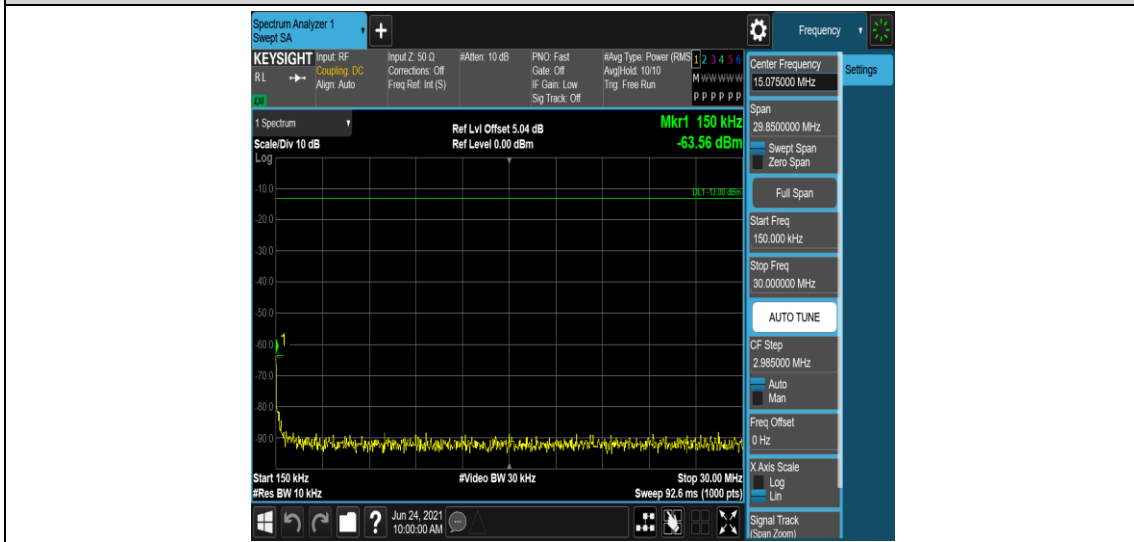 Spectrum Analyzer 1
Swept SA
+
Frequency
KEYSIGHT
RL
LXI
Input: RF
Coupling: DC
Align: Auto
Input Z: 50 Ω
Corrections: Off
Freq Ref: Int (S)
#Atten: 10 dB
PNO: Fast
Gate: Off
IF Gain: Low
Sig Track: Off
#Avg Type: Power (RMS
Avg|Hold: 10/10
Trig: Free Run
1 2 3 4 5 6
M W W W W W
P P P P P P
1 Spectrum
Scale/Div 10 dB
Log
Ref Lvl Offset 5.04 dB
Ref Level 0.00 dBm
Mkr1 150 kHz
-63.56 dBm
DL1 -13.00 dBm
-10.0
-20.0
-30.0
-40.0
-50.0
-60.0
-70.0
-80.0
-90.0
1
Start 150 kHz
#Res BW 10 kHz
#Video BW 30 kHz
Stop 30.00 MHz
Sweep 92.6 ms (1000 pts)
?
Jun 24, 2021
10:00:00 AM
Center Frequency
15.075000 MHz
Settings
Span
29.8500000 MHz
Swept Span
Zero Span
Full Span
Start Freq
150.000 kHz
Stop Freq
30.000000 MHz
AUTO TUNE
CF Step
2.985000 MHz
Auto
Man
Freq Offset
0 Hz
X Axis Scale
Log
Lin
Signal Track
(Span Zoom)